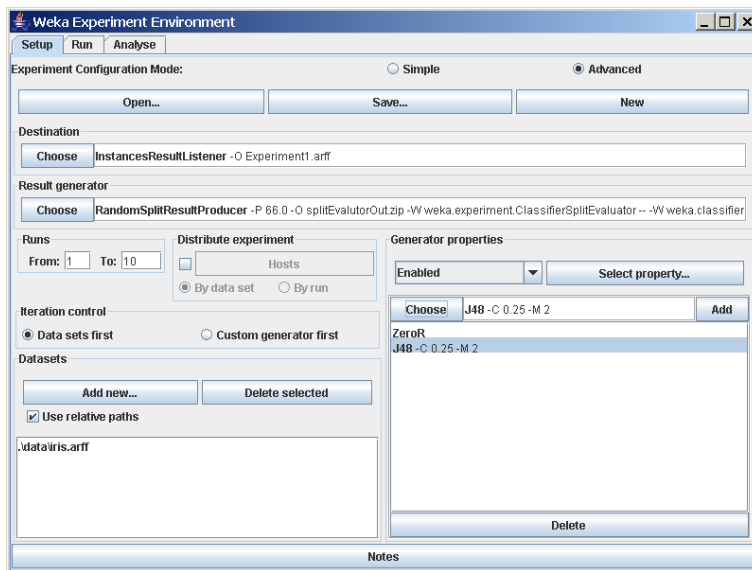 Weka Experiment Environment
Setup Run Analyse
Experiment Configuration Mode: Simple Advanced
Open... Save... New
Destination
Choose InstancesResultListener -O Experiment1.arff
Result generator
Choose RandomSplitResultProducer -P 66.0 -O splitEvalutorOut.zip -W weka.experiment.ClassifierSplitEvaluator -- -W weka.classifier
Runs
From: 1 To: 10
Distribute experiment
Hosts
By data set By run
Generator properties
Enabled Select property...
Iteration control
Data sets first Custom generator first
Choose J48 -C 0.25 -M 2 Add
ZeroR
J48 -C 0.25 -M 2
Datasets
Add new... Delete selected
Use relative paths
.\data\iris.arff
Delete
Notes